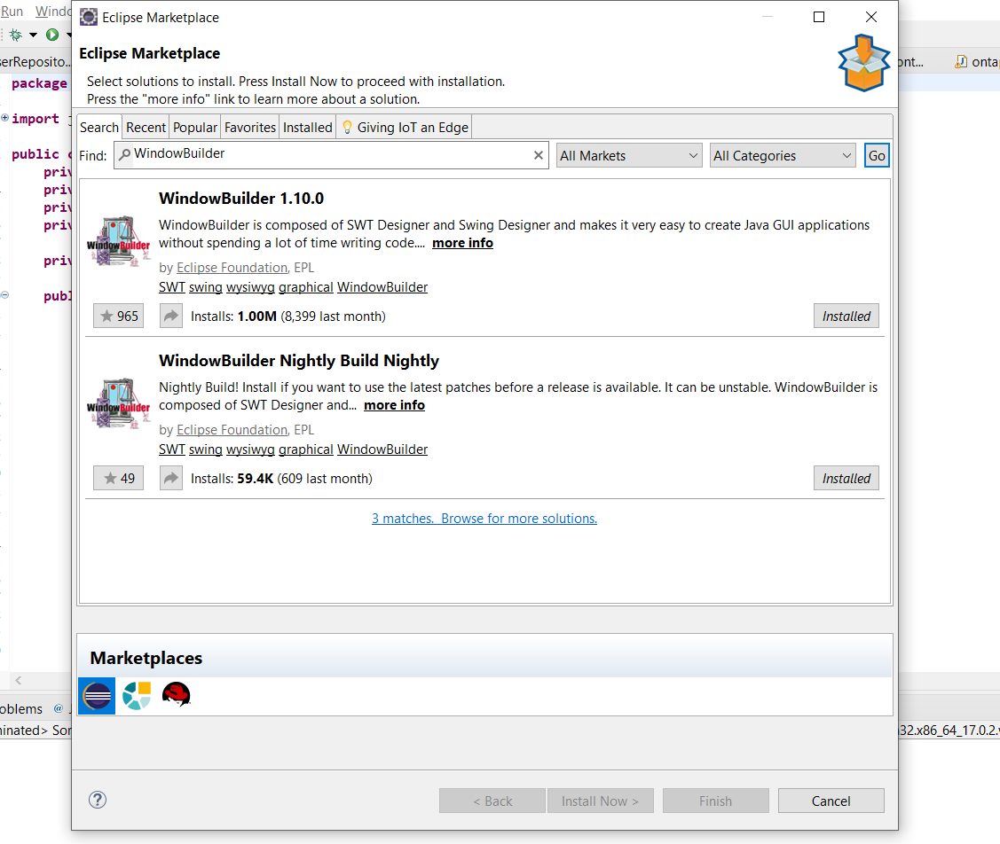 Run Windo
Eclipse Marketplace
Eclipse Marketplace
Select solutions to install. Press Install Now to proceed with installation.
Press the "more info" link to learn more about a solution.
serReposito...
ont...
ontap
package
import
public
priv
priv
priv
priv
priv
publ
Search Recent Popular Favorites Installed Giving IoT an Edge
Find: WindowBuilder All Markets All Categories Go
WindowBuilder 1.10.0
WindowBuilder is composed of SWT Designer and Swing Designer and makes it very easy to create Java GUI applications
without spending a lot of time writing code.... more info
WindowBuilder
by Eclipse Foundation, EPL
SWT swing wysiwyg graphical WindowBuilder
965 Installs: 1.00M (8,399 last month) Installed
WindowBuilder Nightly Build Nightly
Nightly Build! Install if you want to use the latest patches before a release is available. It can be unstable. WindowBuilder is
composed of SWT Designer and... more info
WindowBuilder
by Eclipse Foundation, EPL
SWT swing wysiwyg graphical WindowBuilder
49 Installs: 59.4K (609 last month) Installed
3 matches. Browse for more solutions.
Marketplaces
oblems @ J
ninated> Sor
32.x86_64_17.0.2.v
? < Back Install Now > Finish Cancel